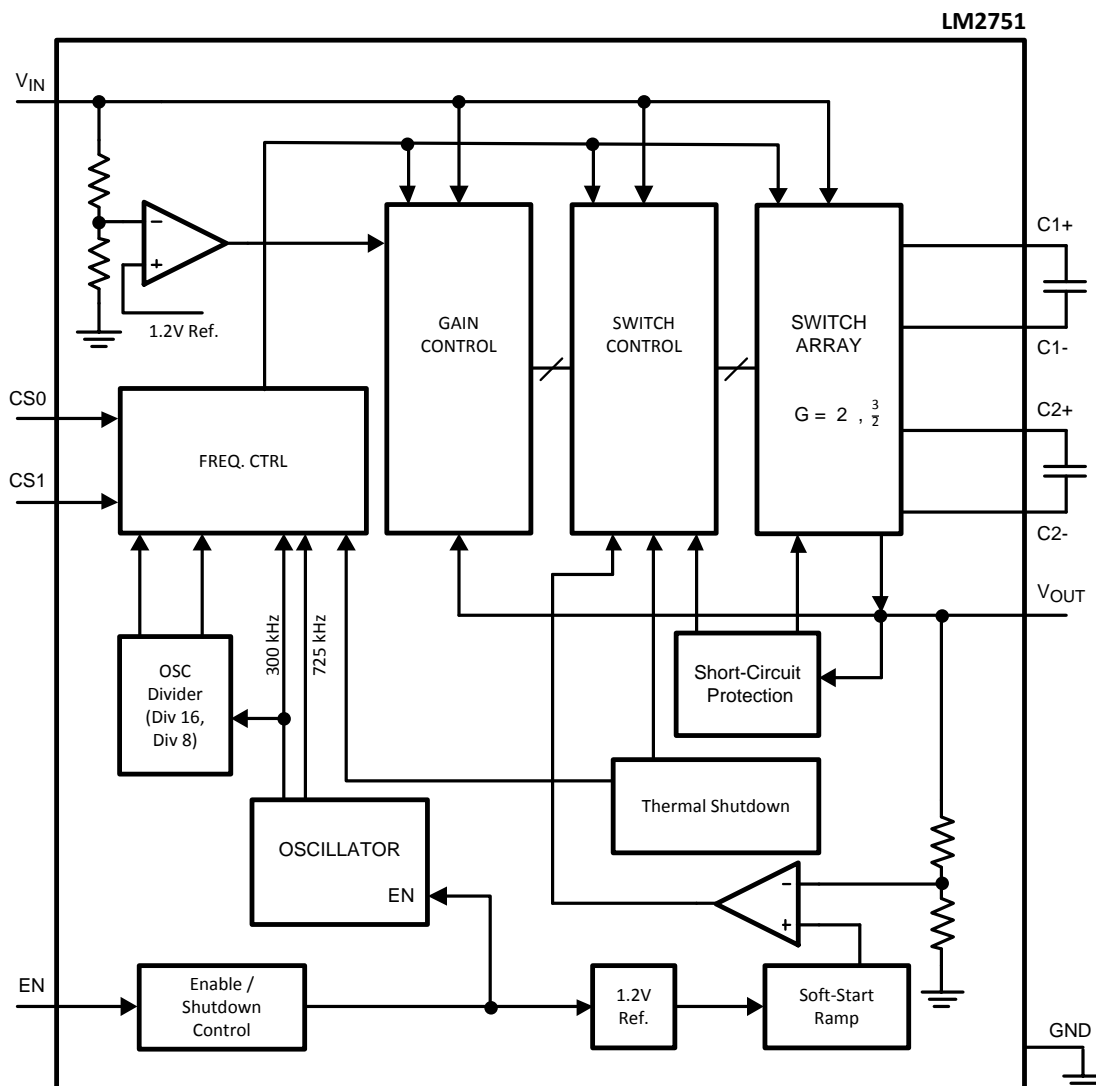 LM2751
VIN
1.2V Ref.
GAIN
CONTROL
SWITCH
CONTROL
SWITCH
ARRAY
G = 2 , 3/2
C1+
C1-
C2+
C2-
CS0
CS1
FREQ. CTRL
VOUT
300 kHz
725 kHz
OSC
Divider
(Div 16,
Div 8)
Short-Circuit
Protection
Thermal Shutdown
OSCILLATOR
EN
−
+
−
+
EN
Enable /
Shutdown
Control
1.2V
Ref.
Soft-Start
Ramp
GND